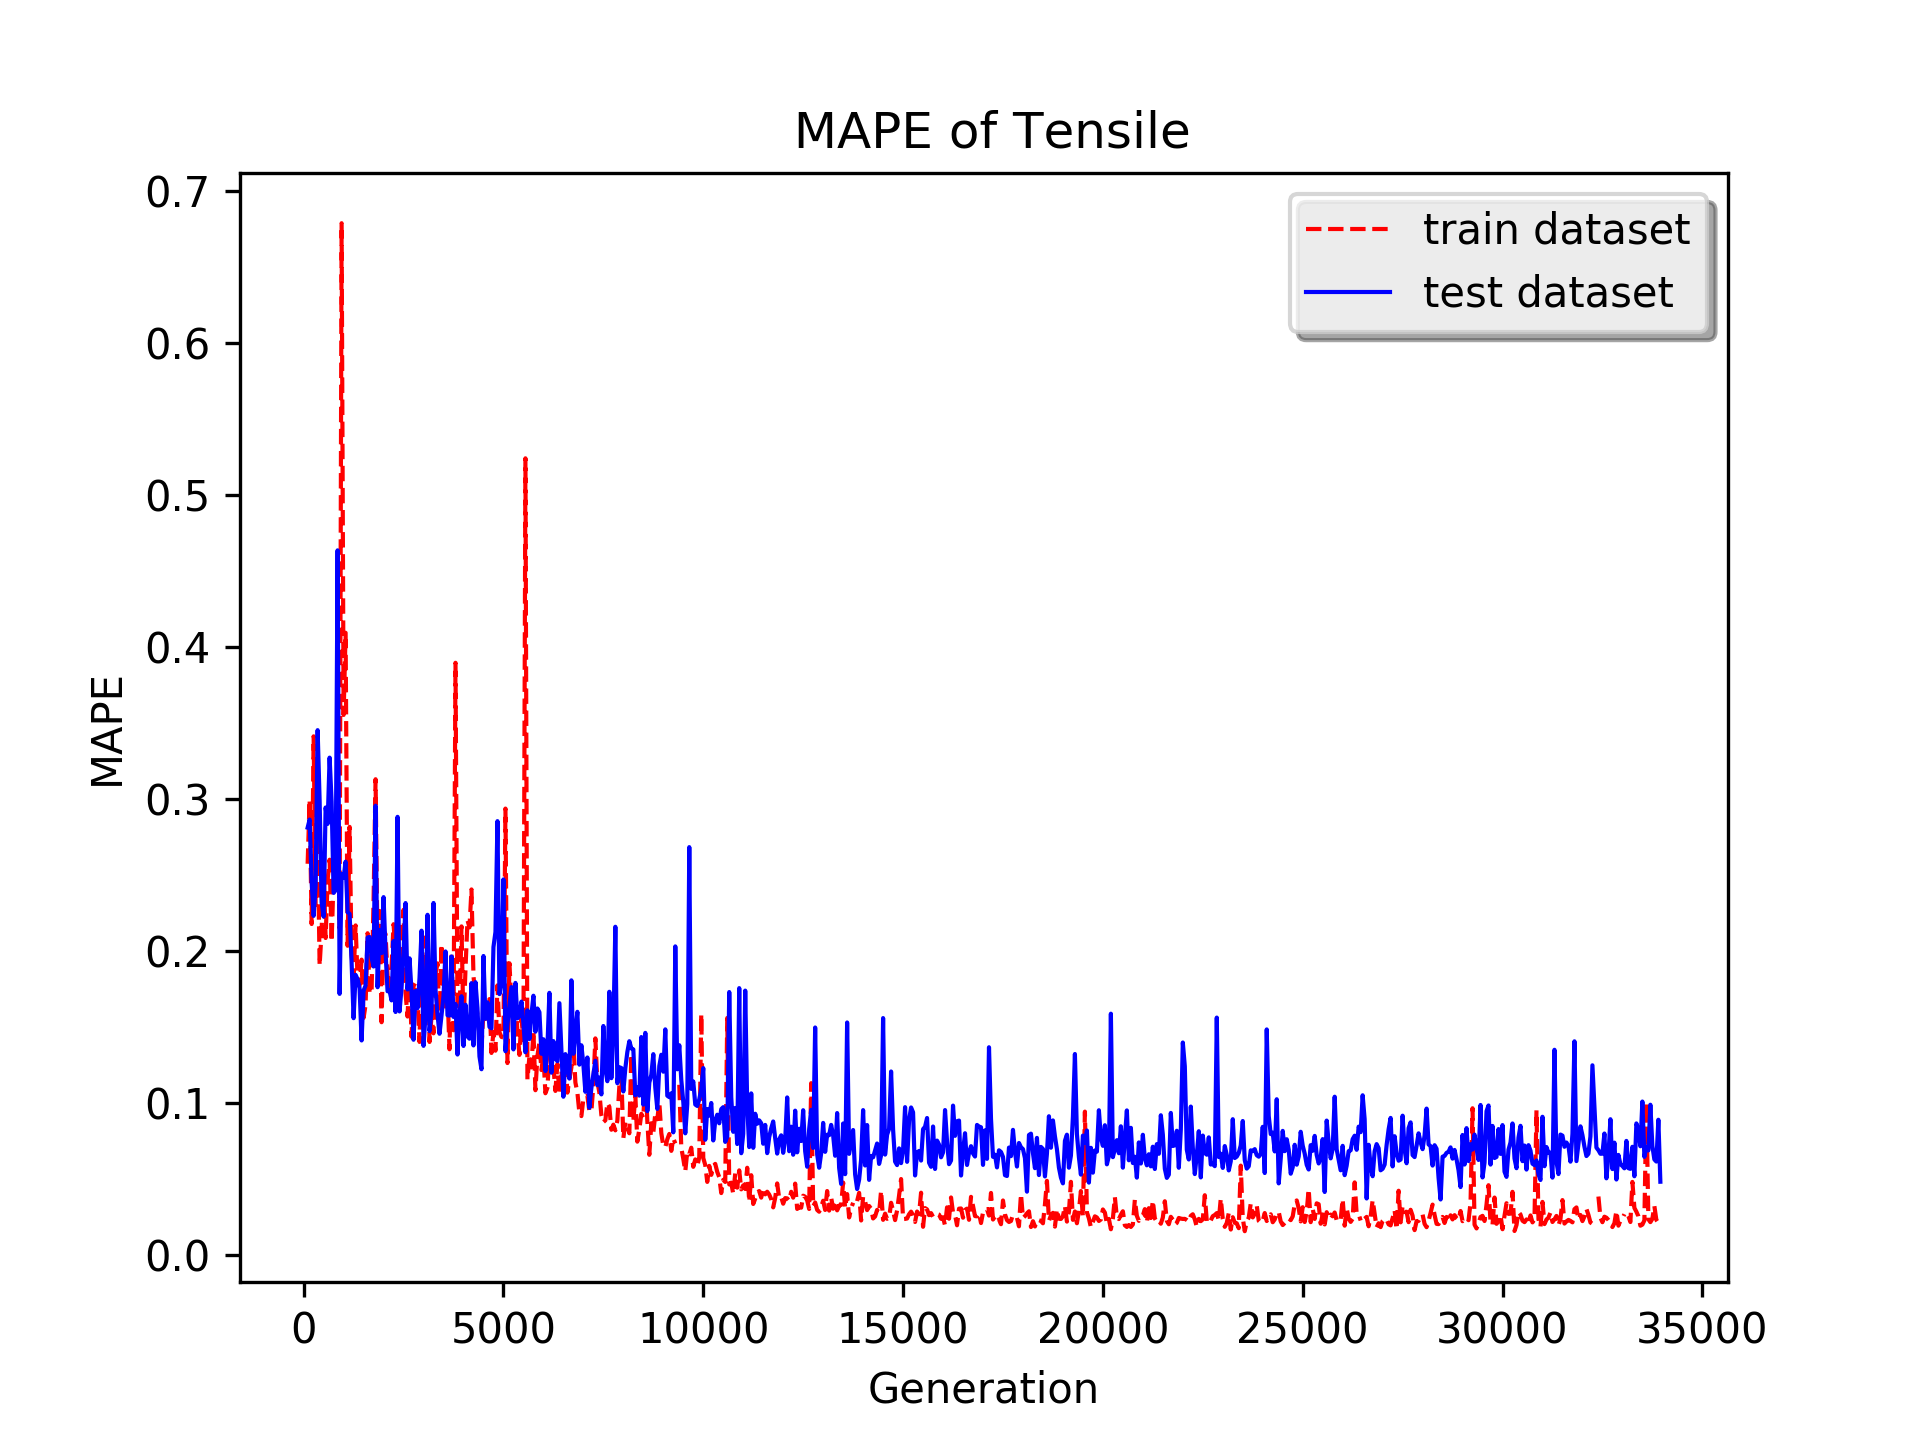 MAPE of Tensile
train dataset
test dataset
MAPE
0.7
0.6
0.5
0.4
0.3
0.2
0.1
0.0
0 5000 10000 15000 20000 25000 30000 35000
Generation